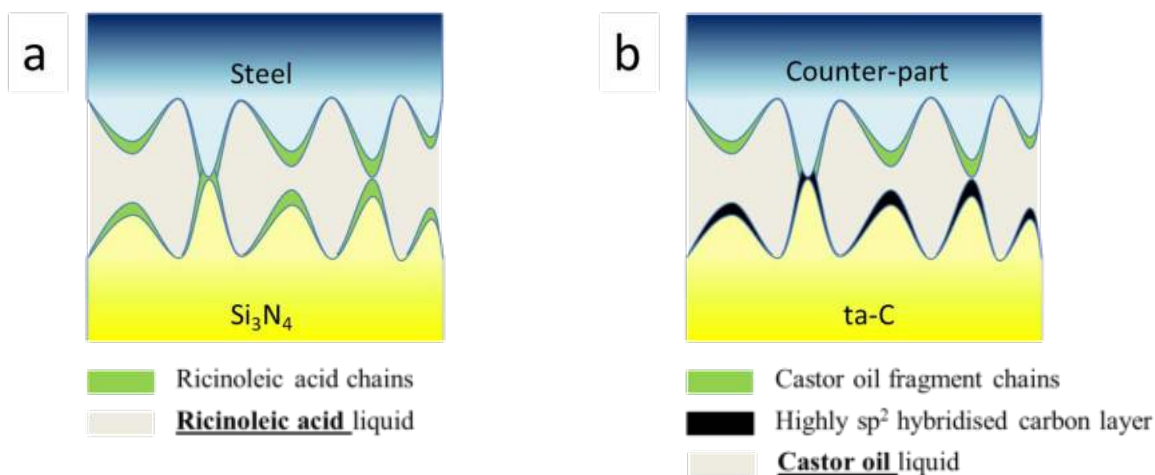 a
Steel
Si₃N₄
Ricinoleic acid chains
Ricinoleic acid liquid
b
Counter-part
ta-C
Castor oil fragment chains
Highly sp² hybridised carbon layer
Castor oil liquid